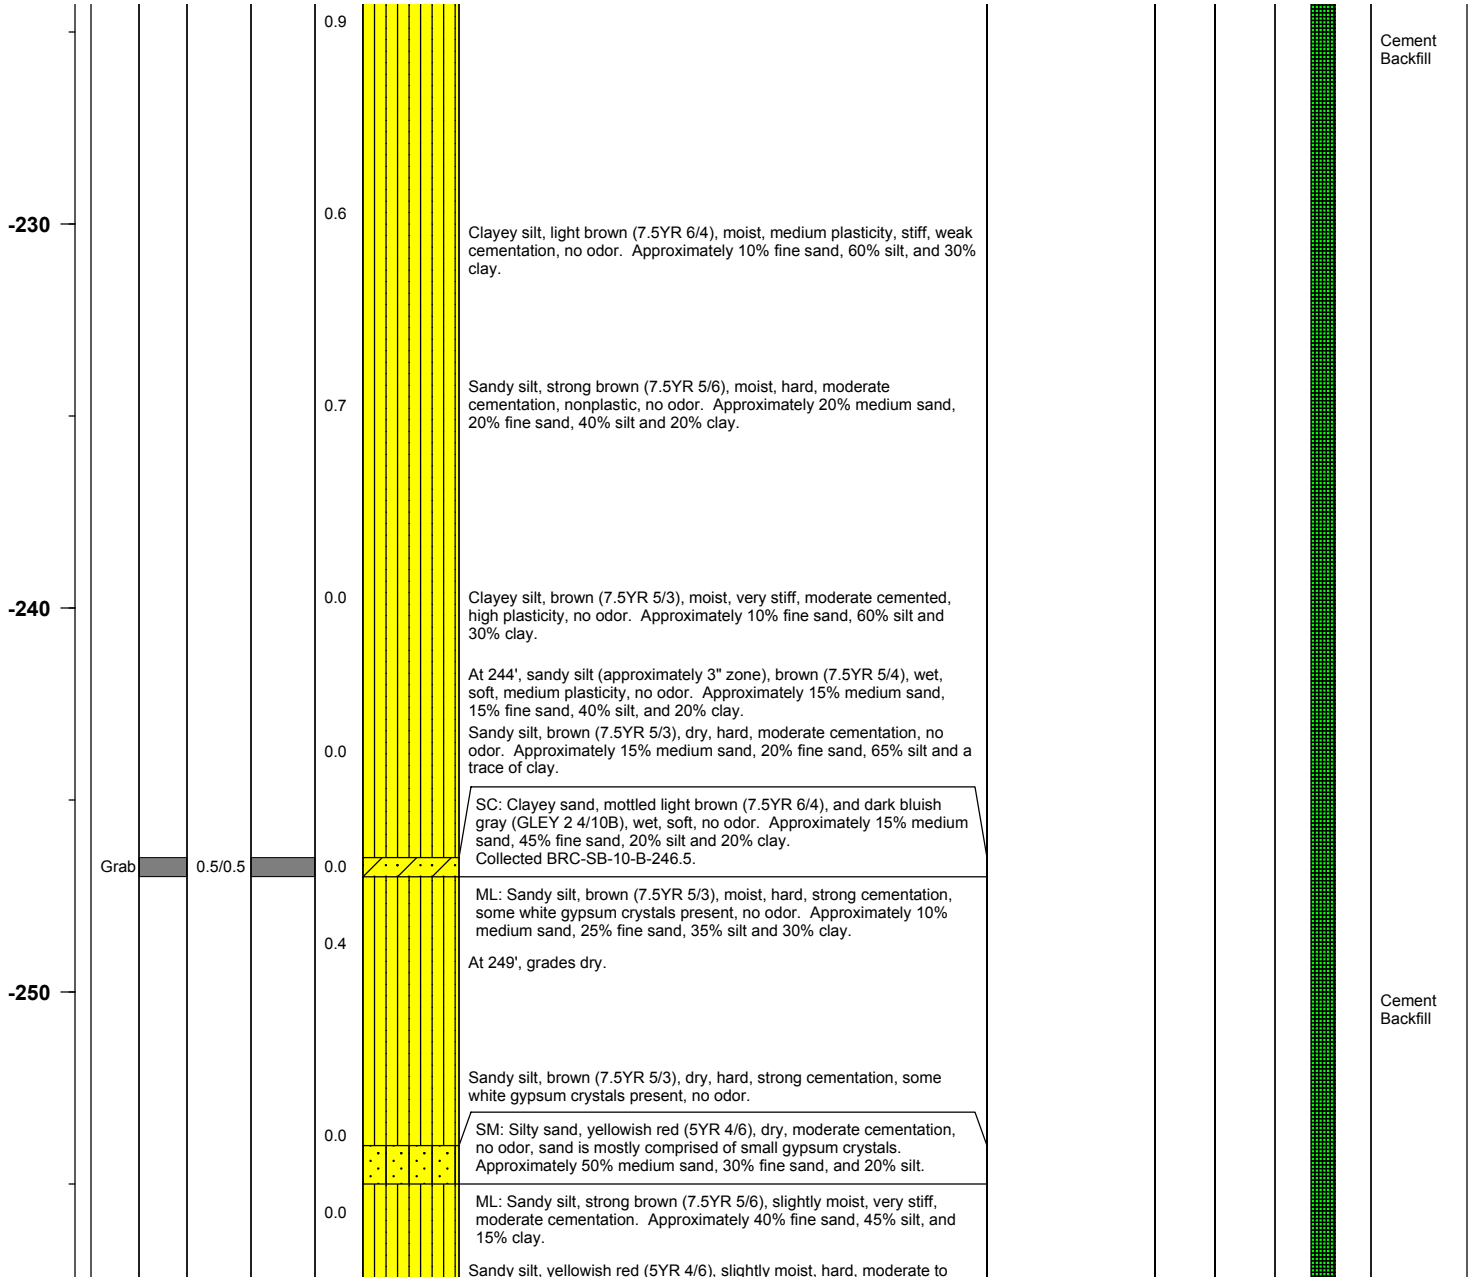 0.9
Cement
Backfill
-230
0.6
Clayey silt, light brown (7.5YR 6/4), moist, medium plasticity, stiff, weak
cementation, no odor.  Approximately 10% fine sand, 60% silt, and 30%
clay.
0.7
Sandy silt, strong brown (7.5YR 5/6), moist, hard, moderate
cementation, nonplastic, no odor.  Approximately 20% medium sand,
20% fine sand, 40% silt and 20% clay.
-240
0.0
Clayey silt, brown (7.5YR 5/3), moist, very stiff, moderate cemented,
high plasticity, no odor.  Approximately 10% fine sand, 60% silt and
30% clay.
At 244', sandy silt (approximately 3" zone), brown (7.5YR 5/4), wet,
soft, medium plasticity, no odor.  Approximately 15% medium sand,
15% fine sand, 40% silt, and 20% clay.
0.0
Sandy silt, brown (7.5YR 5/3), dry, hard, moderate cementation, no
odor.  Approximately 15% medium sand, 20% fine sand, 65% silt and a
trace of clay.
SC: Clayey sand, mottled light brown (7.5YR 6/4), and dark bluish
gray (GLEY 2 4/10B), wet, soft, no odor.  Approximately 15% medium
sand, 45% fine sand, 20% silt and 20% clay.
Collected BRC-SB-10-B-246.5.
Grab
0.5/0.5
0.0
ML: Sandy silt, brown (7.5YR 5/3), moist, hard, strong cementation,
some white gypsum crystals present, no odor.  Approximately 10%
medium sand, 25% fine sand, 35% silt and 30% clay.
0.4
At 249', grades dry.
-250
Cement
Backfill
Sandy silt, brown (7.5YR 5/3), dry, hard, strong cementation, some
white gypsum crystals present, no odor.
0.0
SM: Silty sand, yellowish red (5YR 4/6), dry, moderate cementation,
no odor, sand is mostly comprised of small gypsum crystals.
Approximately 50% medium sand, 30% fine sand, and 20% silt.
0.0
ML: Sandy silt, strong brown (7.5YR 5/6), slightly moist, very stiff,
moderate cementation.  Approximately 40% fine sand, 45% silt, and
15% clay.
Sandy silt, yellowish red (5YR 4/6), slightly moist, hard, moderate to